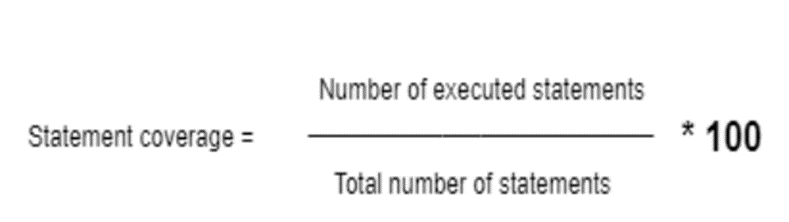 Number of executed statements
Statement coverage = * 100
Total number of statements